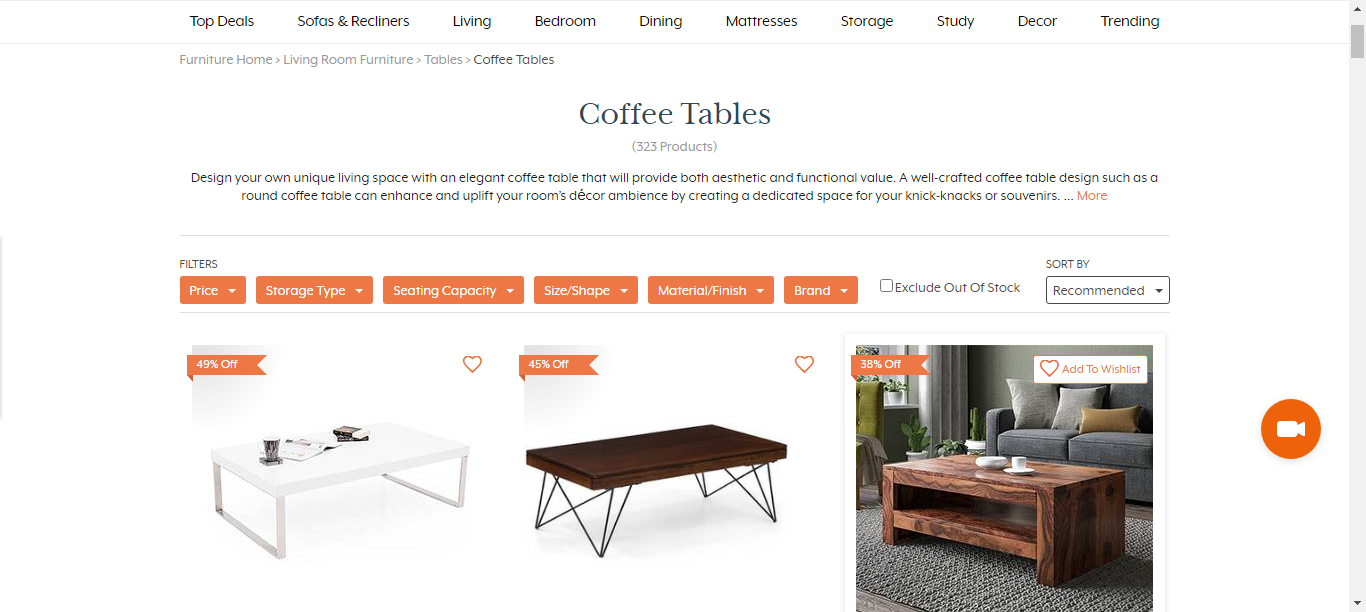 Top Deals Sofas & Recliners Living Bedroom Dining Mattresses Storage Study Decor Trending
Furniture Home > Living Room Furniture > Tables > Coffee Tables
Coffee Tables
(323 Products)
Design your own unique living space with an elegant coffee table that will provide both aesthetic and functional value. A well-crafted coffee table design such as a
round coffee table can enhance and uplift your room's décor ambience by creating a dedicated space for your knick-knacks or souvenirs. ... More
FILTERS SORT BY
Price Storage Type Seating Capacity Size/Shape Material/Finish Brand Exclude Out Of Stock Recommended
49% Off 45% Off 38% Off Add To Wishlist